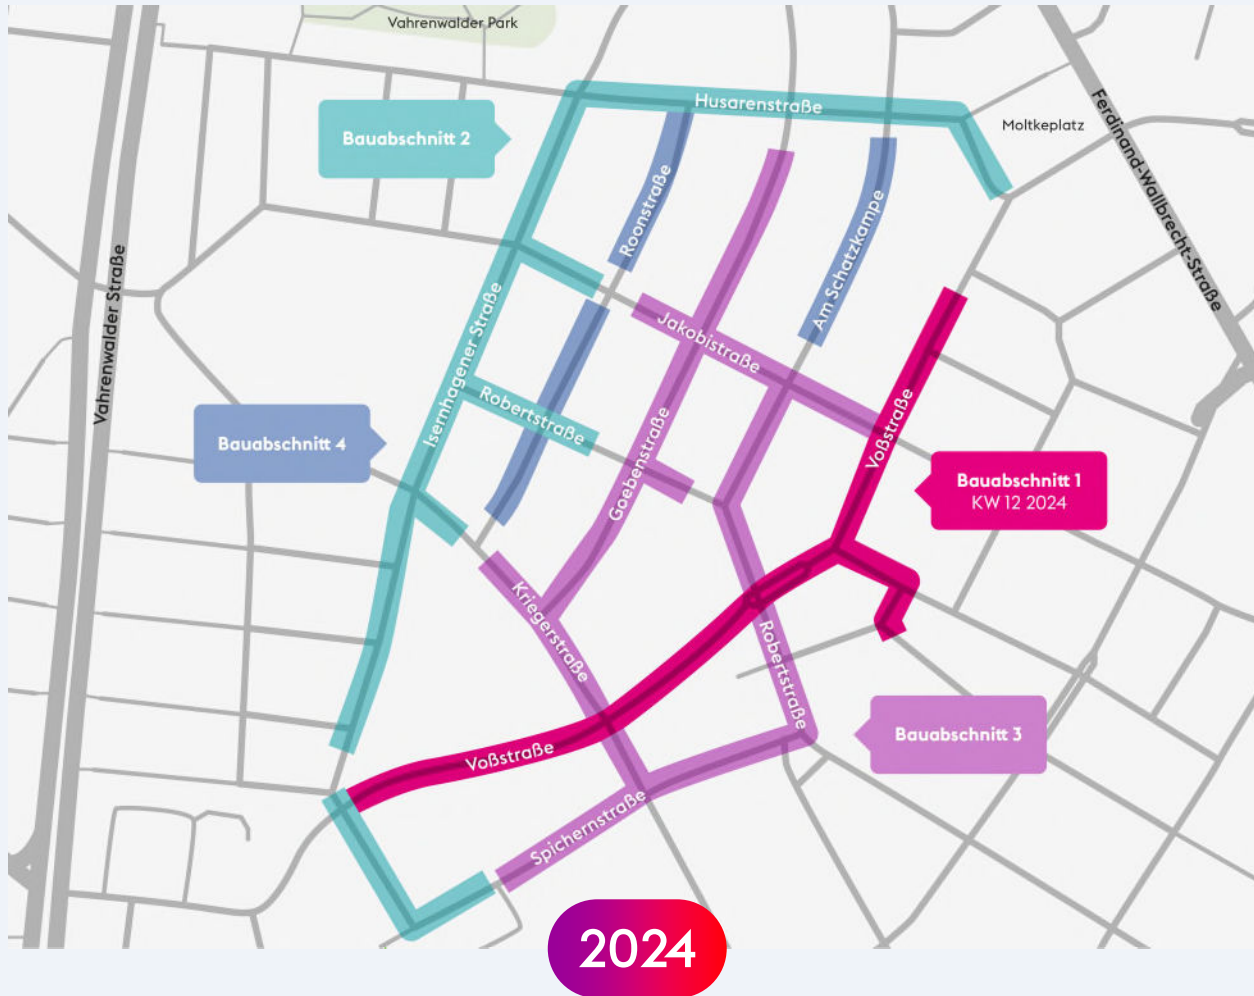 Vahrenwalder Park
Husarenstraße
Ferdinand-Wallbrecht-Straße
Moltkeplatz
Bauabschnitt 2
Roonstraße
Am Schatzkampe
Vahrenwalder Straße
Isernhagener Straße
Jakobistraße
Robertstraße
Voßstraße
Bauabschnitt 4
Goebenstraße
Bauabschnitt 1
KW 12 2024
Kriegerstraße
Robertstraße
Bauabschnitt 3
Voßstraße
Spichernstraße
2024